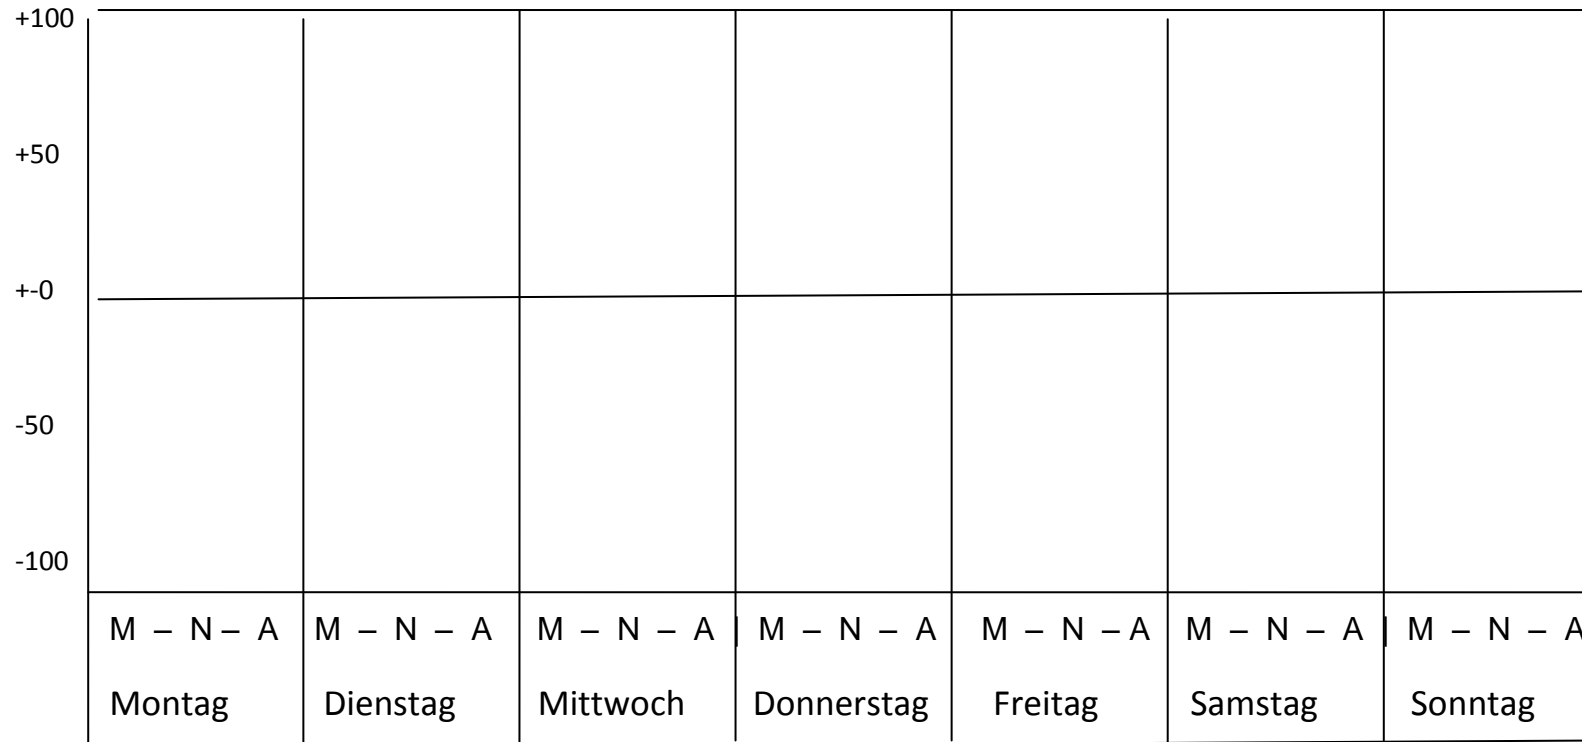 +100
+50
+-0
-50
-100
M – N – A M – N – A M – N – A | M – N – A M – N – A M – N – A | M – N – A
Montag Dienstag Mittwoch Donnerstag Freitag Samstag Sonntag